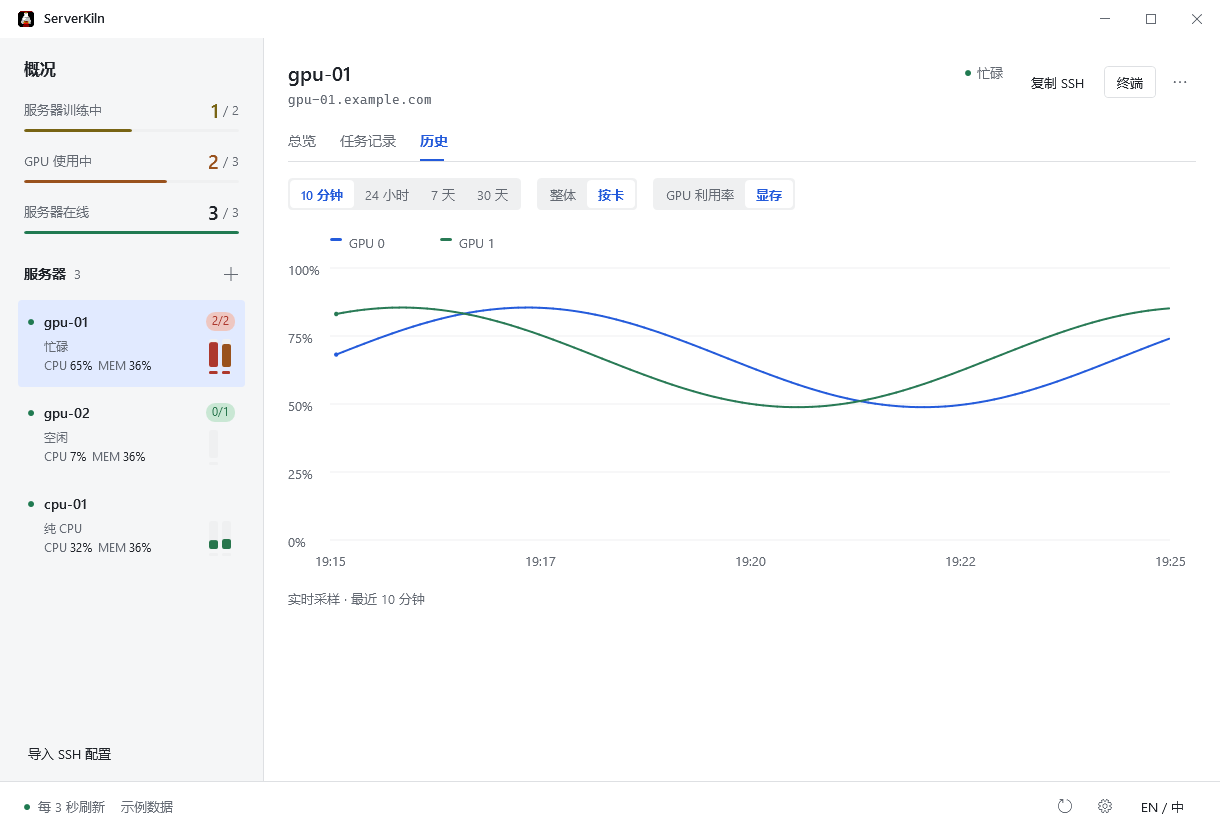 ServerKiln
概况
服务器训练中 1 / 2
GPU 使用中 2 / 3
服务器在线 3 / 3
服务器 3
gpu-01 2/2
忙碌
CPU 65% MEM 36%
gpu-02 0/1
空闲
CPU 7% MEM 36%
cpu-01
纯 CPU
CPU 32% MEM 36%
导入 SSH 配置
gpu-01
gpu-01.example.com
忙碌 复制 SSH 终端 ···
总览 任务记录 历史
10 分钟 24 小时 7 天 30 天 整体 按卡 GPU 利用率 显存
GPU 0 GPU 1
100%
75%
50%
25%
0%
19:15 19:17 19:20 19:22 19:25
实时采样 · 最近 10 分钟
每 3 秒刷新 示例数据 EN / 中